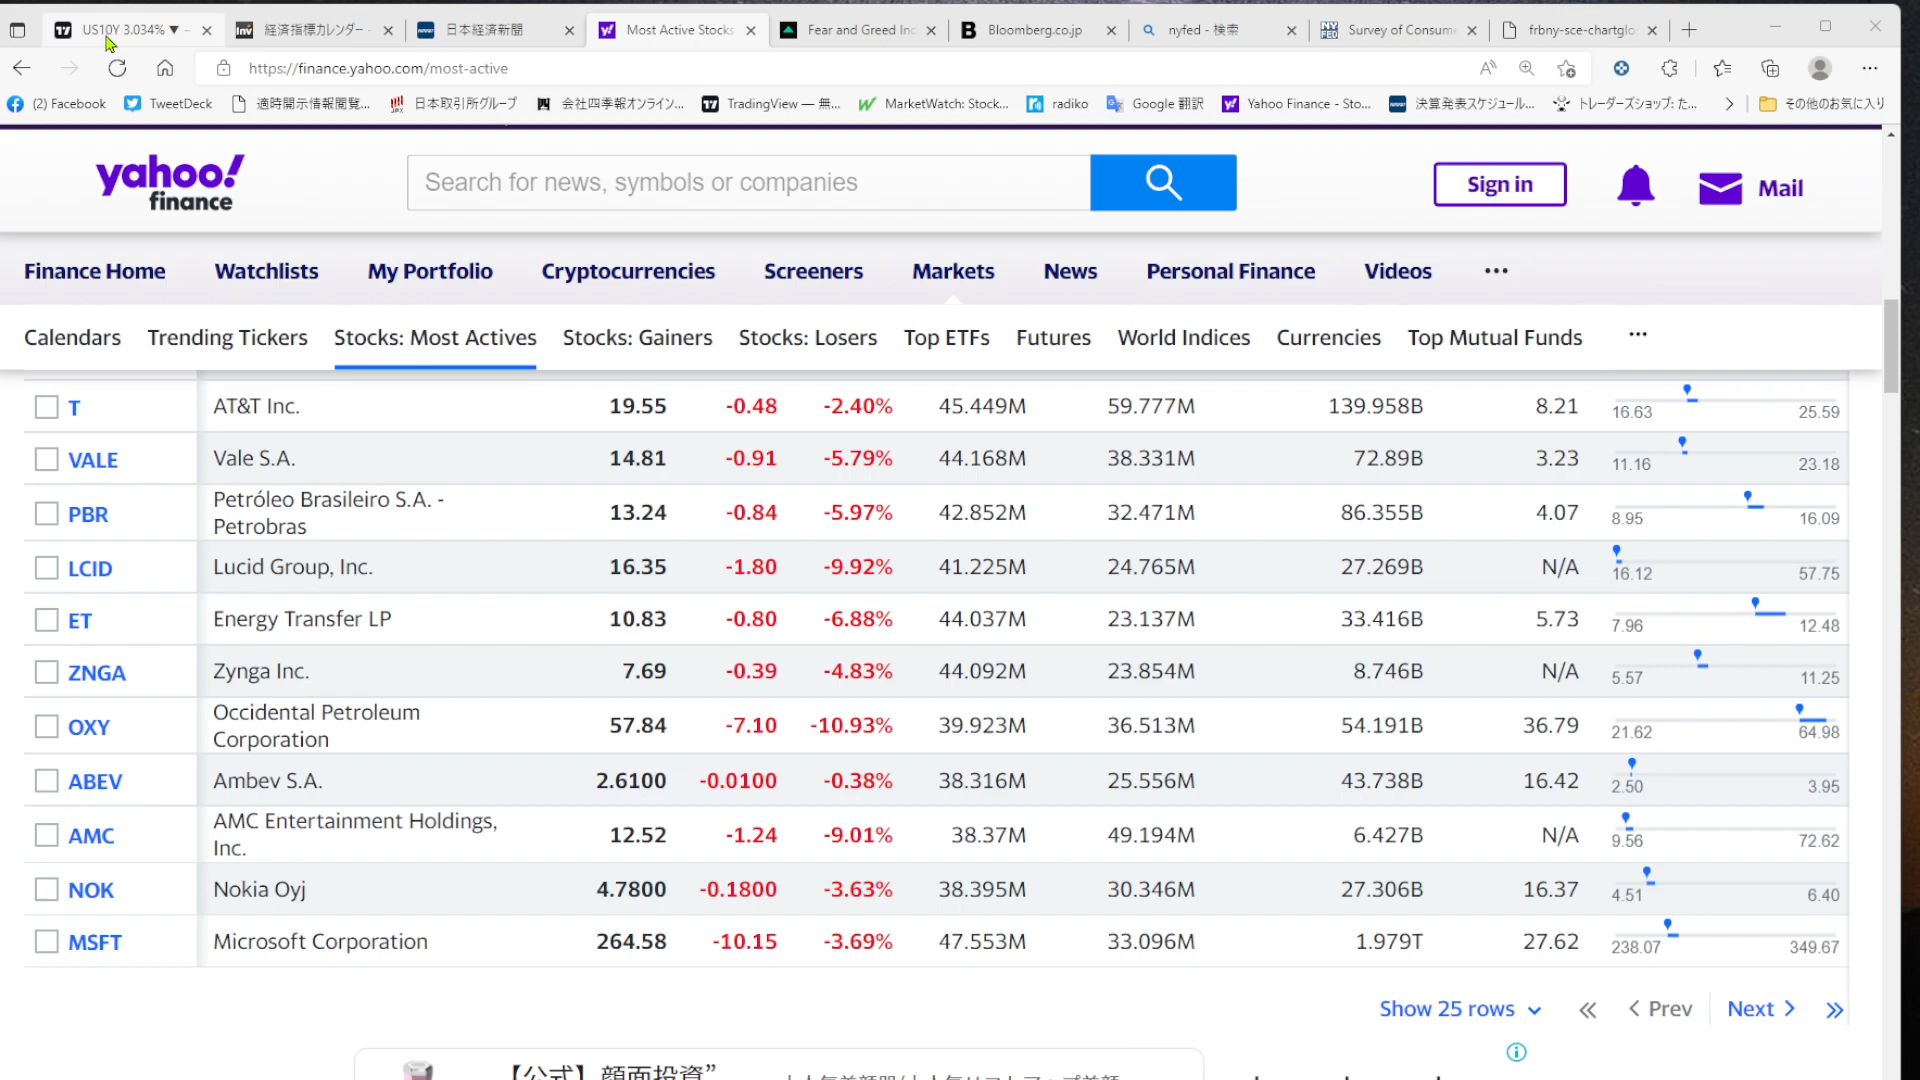 US10Y 3.034% ▼ -
経済指標カレンダー -
日本経済新聞
Most Active Stocks
Fear and Greed Inc
Bloomberg.co.jp
nyfed - 検索
Survey of Consum
frbny-sce-chartglo
https://finance.yahoo.com/most-active
(2) Facebook
TweetDeck
適時開示情報閲覧...
日本取引所グループ
会社四季報オンライン...
TradingView — 無...
MarketWatch: Stock...
radiko
Google 翻訳
Yahoo Finance - Sto...
決算発表スケジュール...
トレーダーズショップ: た...
その他のお気に入り
yahoo!
finance
Search for news, symbols or companies
Sign in
Mail
Finance Home Watchlists My Portfolio Cryptocurrencies Screeners Markets News Personal Finance Videos ...
Calendars Trending Tickers Stocks: Most Actives Stocks: Gainers Stocks: Losers Top ETFs Futures World Indices Currencies Top Mutual Funds ...
T AT&T Inc. 19.55 -0.48 -2.40% 45.449M 59.777M 139.958B 8.21 16.63 25.59
VALE Vale S.A. 14.81 -0.91 -5.79% 44.168M 38.331M 72.89B 3.23 11.16 23.18
PBR Petróleo Brasileiro S.A. -
Petrobras 13.24 -0.84 -5.97% 42.852M 32.471M 86.355B 4.07 8.95 16.09
LCID Lucid Group, Inc. 16.35 -1.80 -9.92% 41.225M 24.765M 27.269B N/A 16.12 57.75
ET Energy Transfer LP 10.83 -0.80 -6.88% 44.037M 23.137M 33.416B 5.73 7.96 12.48
ZNGA Zynga Inc. 7.69 -0.39 -4.83% 44.092M 23.854M 8.746B N/A 5.57 11.25
OXY Occidental Petroleum
Corporation 57.84 -7.10 -10.93% 39.923M 36.513M 54.191B 36.79 21.62 64.98
ABEV Ambev S.A. 2.6100 -0.0100 -0.38% 38.316M 25.556M 43.738B 16.42 2.50 3.95
AMC AMC Entertainment Holdings,
Inc. 12.52 -1.24 -9.01% 38.37M 49.194M 6.427B N/A 9.56 72.62
NOK Nokia Oyj 4.7800 -0.1800 -3.63% 38.395M 30.346M 27.306B 16.37 4.51 6.40
MSFT Microsoft Corporation 264.58 -10.15 -3.69% 47.553M 33.096M 1.979T 27.62 238.07 349.67
Show 25 rows Prev Next
【公式】顔面投資”